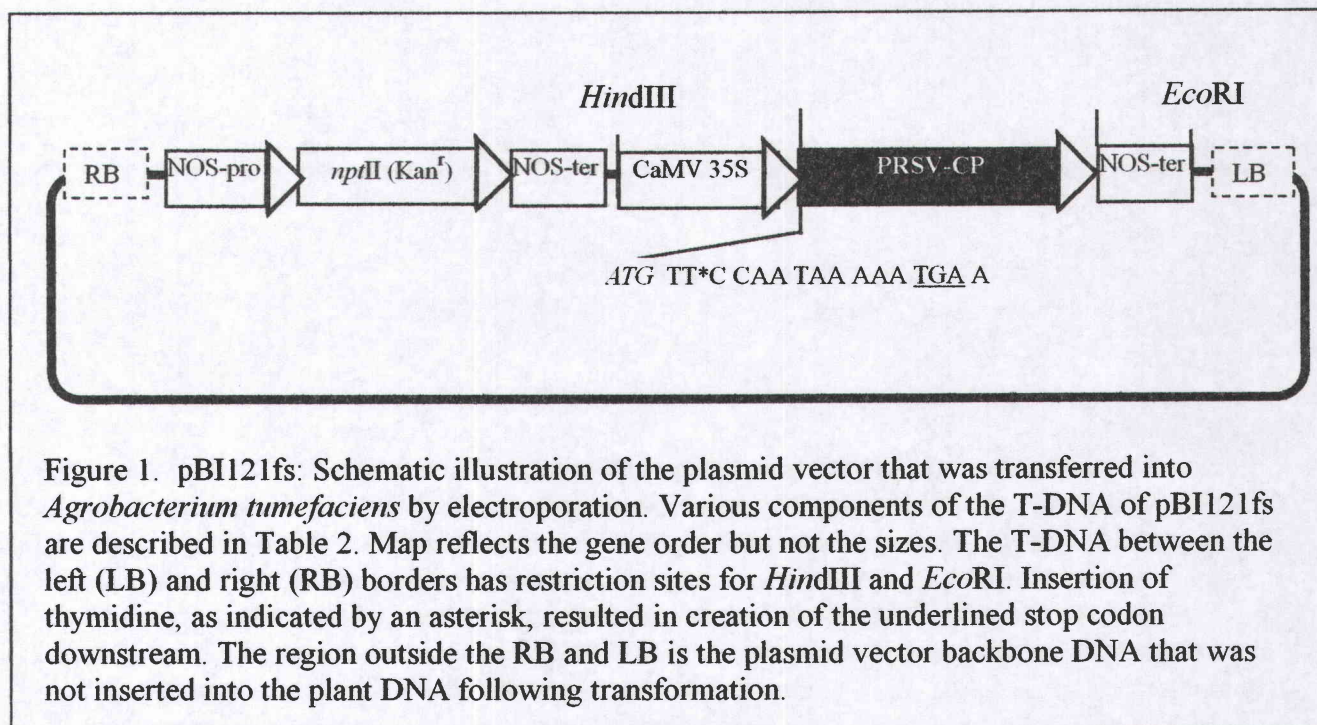 HindIII
EcoRI
RB
NOS-pro
nptII (Kanʳ)
NOS-ter
CaMV 35S
PRSV-CP
NOS-ter
LB
ATG TT*C CAA TAA AAA TGA A
Figure 1. pBI121fs: Schematic illustration of the plasmid vector that was transferred into
Agrobacterium tumefaciens by electroporation. Various components of the T-DNA of pBI121fs
are described in Table 2. Map reflects the gene order but not the sizes. The T-DNA between the
left (LB) and right (RB) borders has restriction sites for HindIII and EcoRI. Insertion of
thymidine, as indicated by an asterisk, resulted in creation of the underlined stop codon
downstream. The region outside the RB and LB is the plasmid vector backbone DNA that was
not inserted into the plant DNA following transformation.